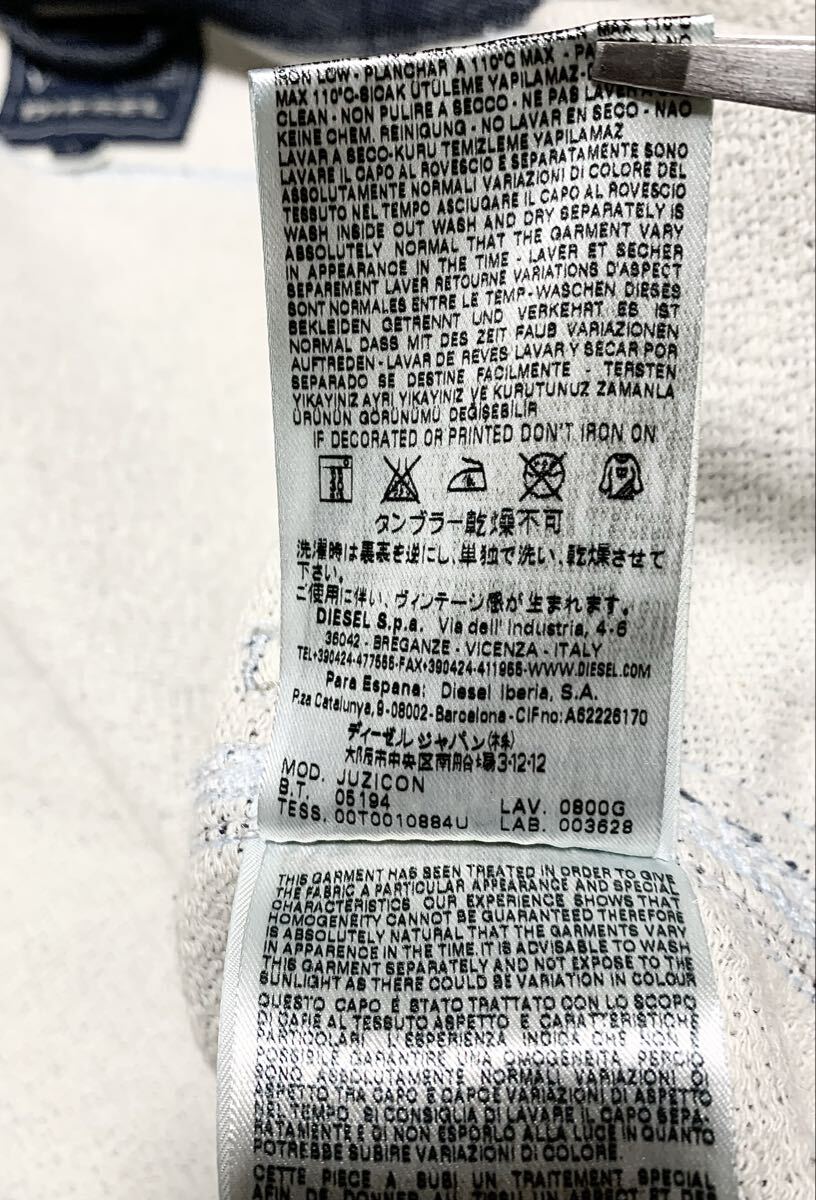 DIESEL
MAX 110°C
IRON LOW - PLANCHAR A 110°C MAX - PA
MAX 110°C-SICAK ÜTÜLEME YAPILAMAZ-
CLEAN - NON PULIRE A SECCO - NE PAS LAVER A
KEINE CHEM. REINIGUNG - NO LAVAR EN SECO - NAO
LAVAR A SECO-KURU TEMIZLEME YAPILAMAZ
LAVARE IL CAPO AL ROVESCIO E SEPARATAMENTE SONO
ABSOLUTAMENTE NORMALI VARIAZIONI DI COLORE DEL
TESSUTO NEL TEMPO ASCIUGARE IL CAPO AL ROVESCIO
WASH INSIDE OUT WASH AND DRY SEPARATELY IS
ABSOLUTELY NORMAL THAT THE GARMENT VARY
IN APPEARANCE IN THE TIME - LAVER ET SECHER
SEPAREMENT LAVER RETOURNE VARIATIONS D'ASPECT
SONT NORMALES ENTRE LE TEMP-WASCHEN DIESES
BEKLEIDEN GETRENNT UND VERKEHRT ES IST
NORMAL DASS MIT DES ZEIT FAUB VARIAZIONEN
AUFTREDEN - LAVAR DE REVES LAVAR Y SECAR POR
SEPARADO SE DESTINE FACILMENTE - TERSTEN
YIKAYINIZ AYRI YIKAYINIZ VE KURUTUNUZ ZAMANLA
ÜRÜNÜN GÖRÜNÜMÜ DEĞİŞEBİLİR
IF DECORATED OR PRINTED DON'T IRON ON
タンブラー乾燥不可
洗濯時は裏裏を逆にし、単独で洗い、乾燥させて
下さい。
ご使用に伴い、ヴィンテージ感が生まれます。
DIESEL S.p.a. Via dell' Industria, 4-6
36042 - BREGANZE - VICENZA - ITALY
TEL+390424-477555-FAX+390424-411955-WWW.DIESEL.COM
Para Espana: Diesel Iberia, S.A.
P.za Catalunya, 9-08002-Barcelona-CIFno: A62226170
ディーゼルジャパン(株)
大阪市中央区南船場3-12-12
MOD. JUZICON
B.T. 05194 LAV. 0800G
TESS. 00T0010884U LAB. 003628
THIS GARMENT HAS BEEN TREATED IN ORDER TO GIVE
THE FABRIC A PARTICULAR APPEARANCE AND SPECIAL
CHARACTERISTICS OUR EXPERIENCE SHOWS THAT
HOMOGENEITY CANNOT BE GUARANTEED THEREFORE
IS ABSOLUTELY NATURAL THAT THE GARMENTS VARY
IN APPARENCE IN THE TIME. IT IS ADVISABLE TO WASH
THIS GARMENT SEPARATELY AND NOT EXPOSE TO THE
SUNLIGHT AS THERE COULD BE VARIATION IN COLOUR
QUESTO CAPO È STATO TRATTATO CON LO SCOPO
DI DARE AL TESSUTO ASPETTO E CARATTERISTICHE
PARTICOLARI L'ESPERIENZA INDICA CHE NON È
POSSIBILE GARANTIRE UNA OMOGENEITA PERCIO
SONO ASSOLUTAMENTE NORMALI VARIAZIONI DI
ASPETTO TRA CAPO E CAPO E VARIAZIONI DI ASPETTO
NEL TEMPO. SI CONSIGLIA DI LAVARE IL CAPO SEPA-
RATAMENTE E DI NON ESPORLO ALLA LUCE IN QUANTO
POTREBBE SUBIRE VARIAZIONI DI COLORE.
CETTE PIECE A SUBI UN TRAITEMENT SPECIAL
AFIN DE DONNER AU TISSU UN ASPECT ET